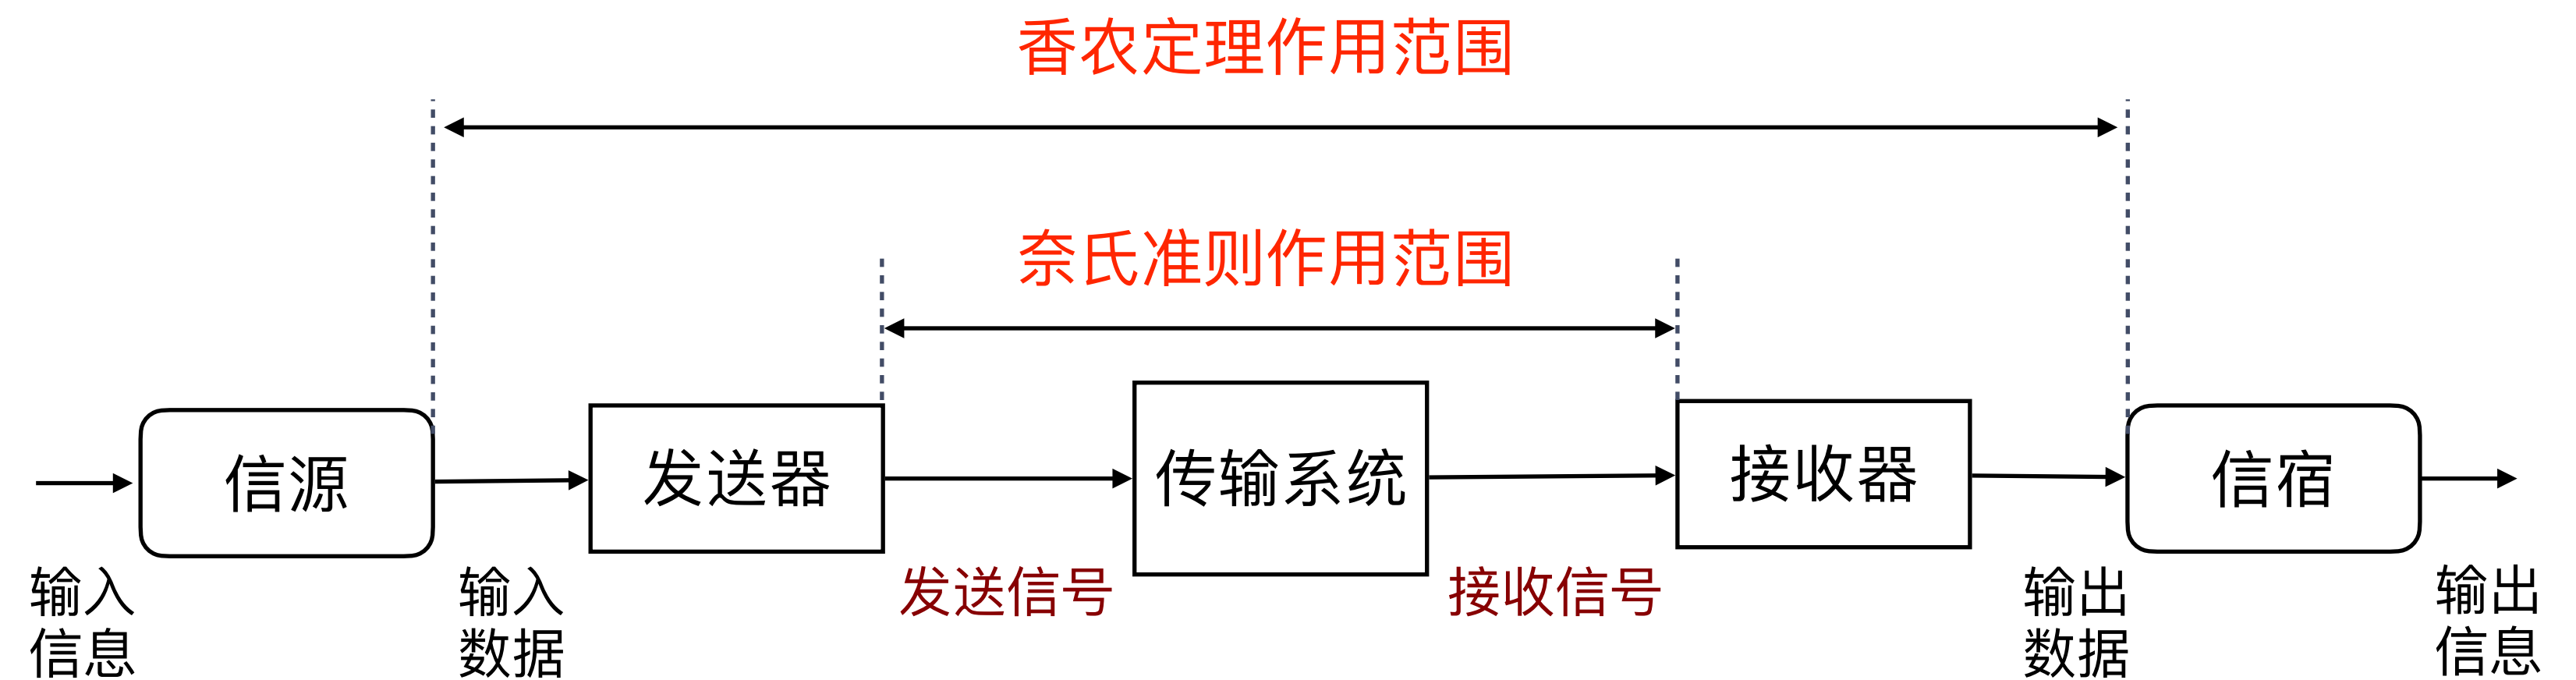 香农定理作用范围
奈氏准则作用范围
信源
发送器
传输系统
接收器
信宿
输入
信息
输入
数据
发送信号
接收信号
输出
数据
输出
信息